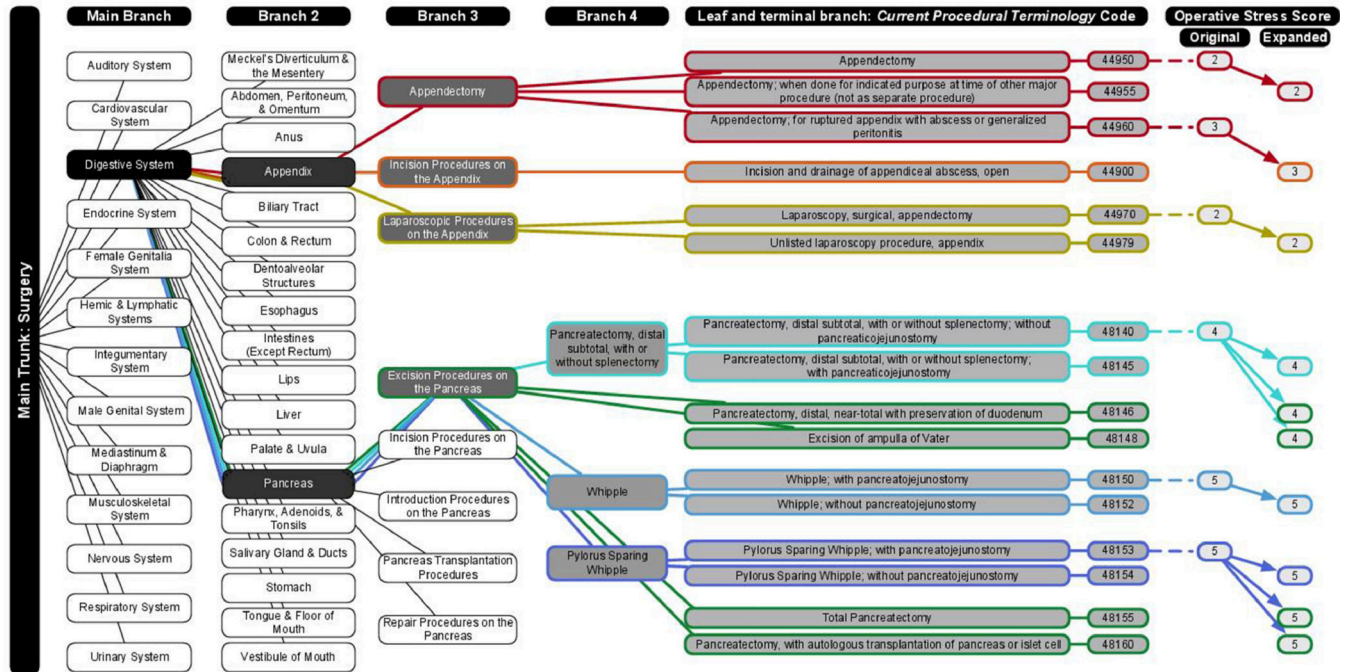 Main Trunk: Surgery
Main Branch
Branch 2
Branch 3
Branch 4
Leaf and terminal branch: Current Procedural Terminology Code
Operative Stress Score
Original
Expanded
Auditory System
Cardiovascular
System
Digestive System
Endocrine System
Female Genitalia
System
Hemic & Lymphatic
Systems
Integumentary
System
Male Genital System
Mediastinum &
Diaphragm
Musculoskeletal
System
Nervous System
Respiratory System
Urinary System
Meckel's Diverticulum &
the Mesentery
Abdomen, Peritoneum,
& Omentum
Anus
Appendix
Biliary Tract
Colon & Rectum
Dentoalveolar
Structures
Esophagus
Intestines
(Except Rectum)
Lips
Liver
Palate & Uvula
Pancreas
Pharynx, Adenoids, &
Tonsils
Salivary Gland & Ducts
Stomach
Tongue & Floor of
Mouth
Vestibule of Mouth
Appendectomy
Incision Procedures on
the Appendix
Laparoscopic Procedures
on the Appendix
Excision Procedures on
the Pancreas
Incision Procedures on
the Pancreas
Introduction Procedures
on the Pancreas
Pancreas Transplantation
Procedures
Repair Procedures on the
Pancreas
Pancreatectomy, distal
subtotal, with or
without splenectomy
Whipple
Pylorus Sparing
Whipple
Appendectomy
44950
2
2
Appendectomy; when done for indicated purpose at time of other major
procedure (not as separate procedure)
44955
Appendectomy; for ruptured appendix with abscess or generalized
peritonitis
44960
3
3
Incision and drainage of appendiceal abscess, open
44900
Laparoscopy, surgical, appendectomy
44970
2
2
Unlisted laparoscopy procedure, appendix
44979
Pancreatectomy, distal subtotal, with or without splenectomy; without
pancreaticojejunostomy
48140
4
4
Pancreatectomy, distal subtotal, with or without splenectomy;
with pancreaticojejunostomy
48145
Pancreatectomy, distal, near-total with preservation of duodenum
48146
4
Excision of ampulla of Vater
48148
4
Whipple; with pancreatojejunostomy
48150
5
5
Whipple; without pancreatojejunostomy
48152
Pylorus Sparing Whipple; with pancreatojejunostomy
48153
5
5
Pylorus Sparing Whipple; without pancreatojejunostomy
48154
Total Pancreatectomy
48155
5
Pancreatectomy, with autologous transplantation of pancreas or islet cell
48160
5